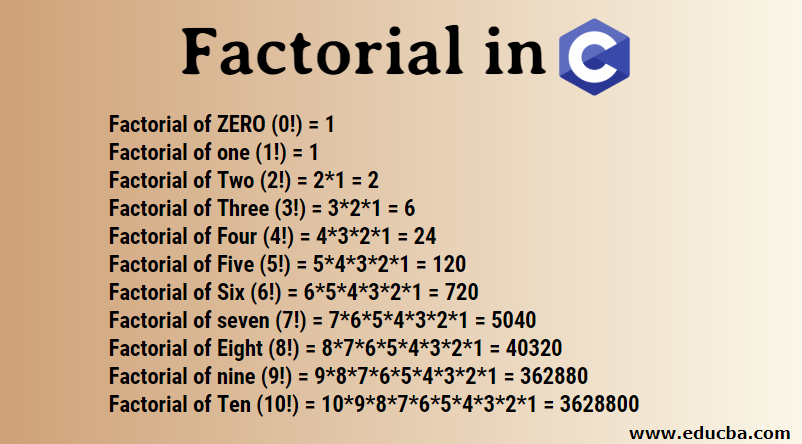 Factorial in C
Factorial of ZERO (0!) = 1
Factorial of one (1!) = 1
Factorial of Two (2!) = 2*1 = 2
Factorial of Three (3!) = 3*2*1 = 6
Factorial of Four (4!) = 4*3*2*1 = 24
Factorial of Five (5!) = 5*4*3*2*1 = 120
Factorial of Six (6!) = 6*5*4*3*2*1 = 720
Factorial of seven (7!) = 7*6*5*4*3*2*1 = 5040
Factorial of Eight (8!) = 8*7*6*5*4*3*2*1 = 40320
Factorial of nine (9!) = 9*8*7*6*5*4*3*2*1 = 362880
Factorial of Ten (10!) = 10*9*8*7*6*5*4*3*2*1 = 3628800
www.educba.com